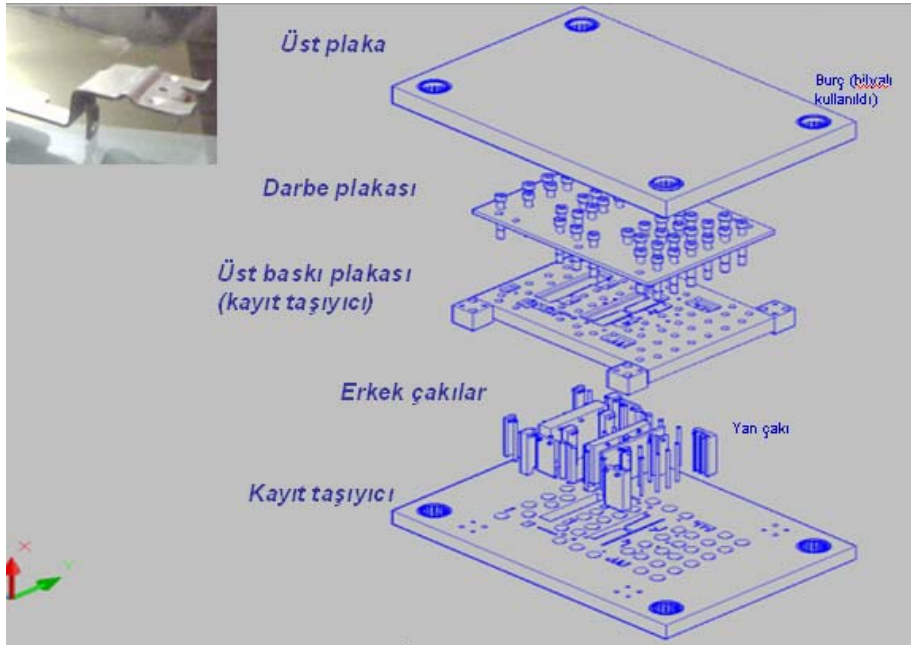 Üst plaka
Burç (bilyalı
kullanıldı)
Darbe plakası
Üst baskı plakası
(kayıt taşıyıcı)
Erkek çakılar
Yan çakı
Kayıt taşıyıcı
X
Y